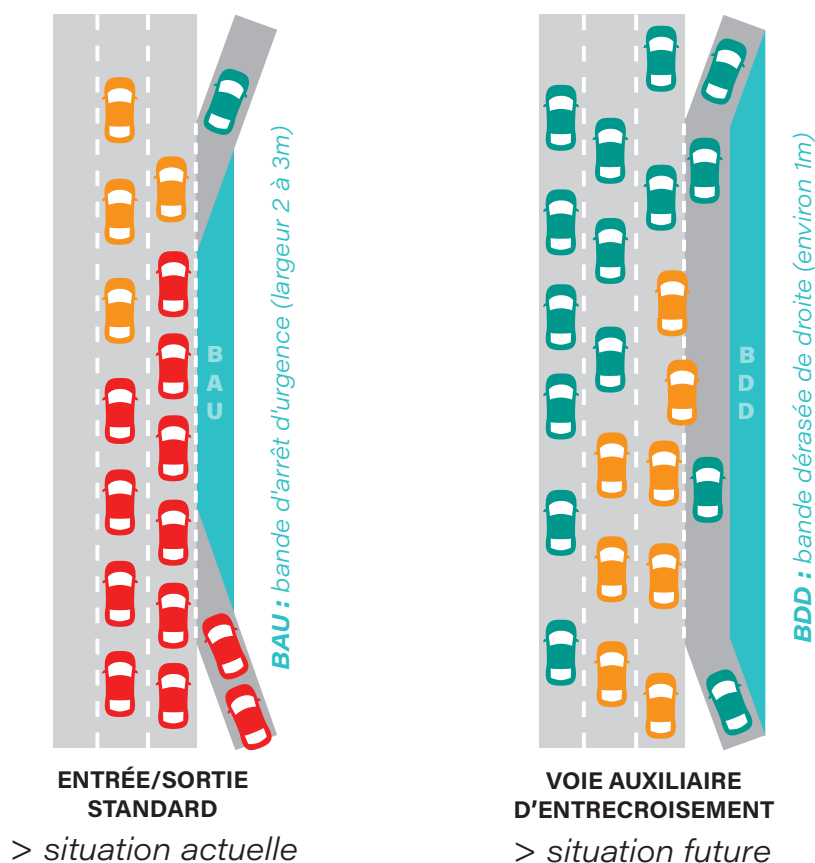 B
A
U
BAU : bande d'arrêt d'urgence (largeur 2 à 3m)
ENTRÉE/SORTIE
STANDARD
> situation actuelle
B
D
D
BDD : bande dérasée de droite (environ 1m)
VOIE AUXILIAIRE
D'ENTRECROISEMENT
> situation future